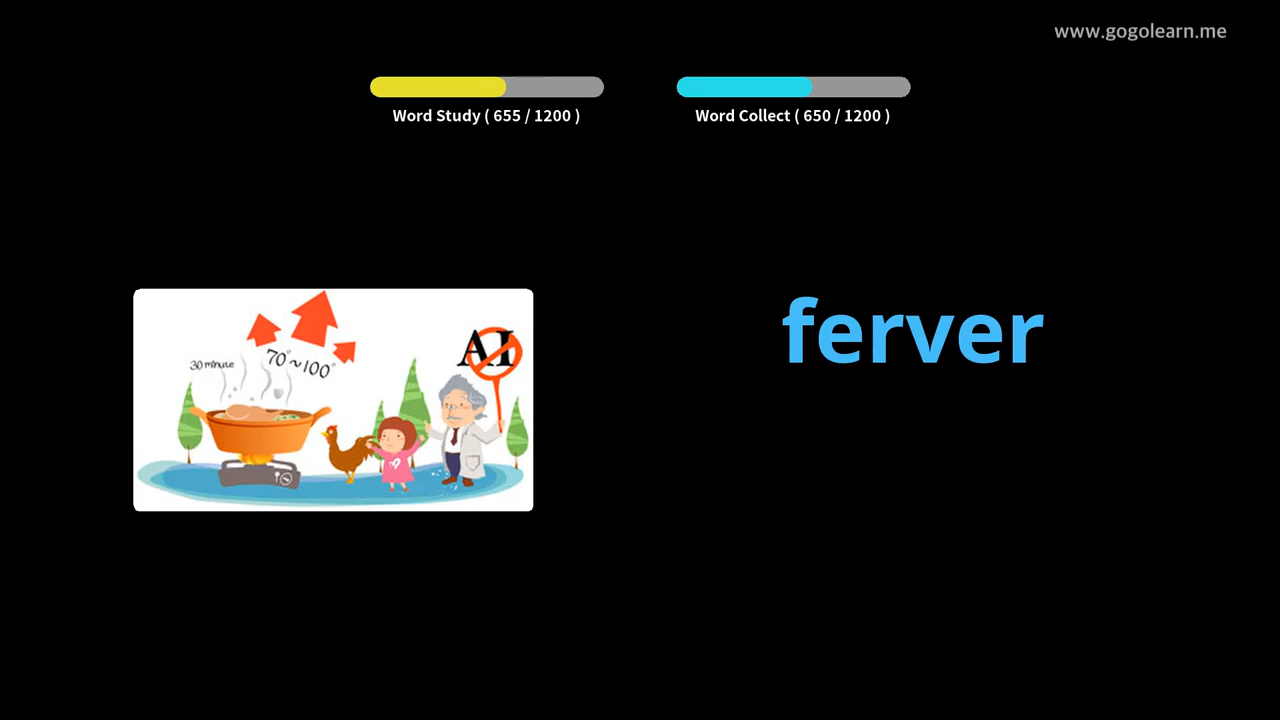 www.gogolearn.me
Word Study ( 655 / 1200 )
Word Collect ( 650 / 1200 )
ferver
30 minute
70°~100°
AI